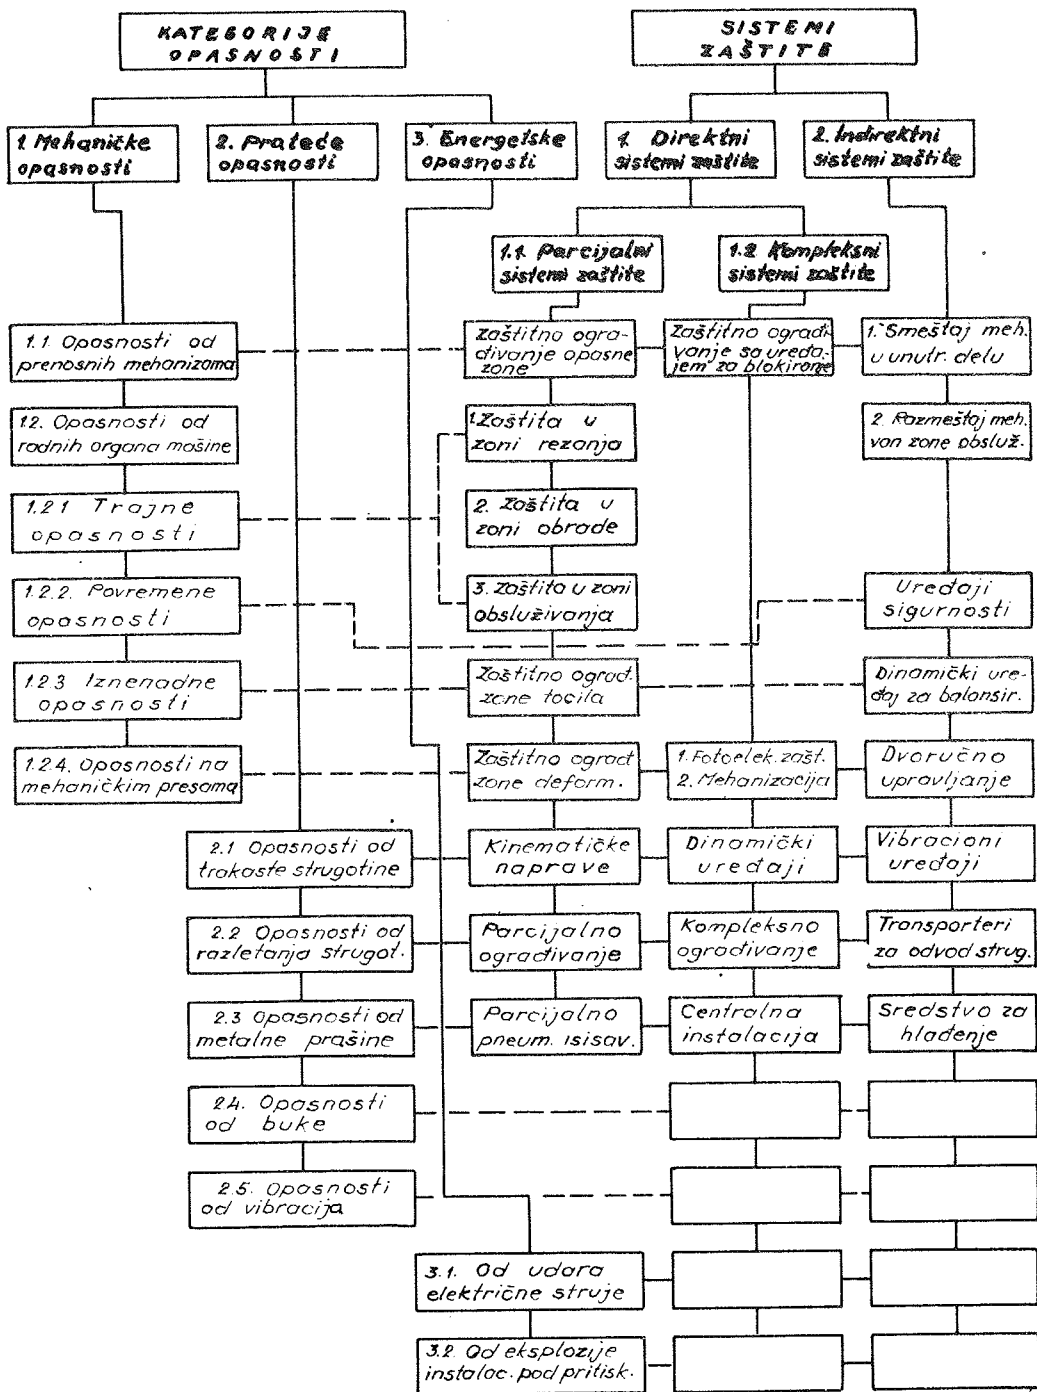 KATEGORIJE
OPASNOSTI
SISTEMI
ZAŠTITE
1. Mehaničke
opasnosti
2. Prateće
opasnosti
3. Energetske
opasnosti
1. Direktni
sistemi zaštite
2. Indirektni
sistemi zaštite
1.1. Parcijalni
sistemi zaštite
1.2 Kompleksni
sistemi zaštite
1.1 Opasnosti od
prenosnih mehanizama
Zaštitno ogra-
đivanje opasne
zone
Zaštitno ogradi-
vanje sa uređa-
jem za blokiranje
1. Smeštaj meh.
u unutr. delu
1.2. Opasnosti od
radnih organa mašine
1. Zaštita u
zoni rezanja
2. Razmeštaj meh.
van zone obsluž.
1.2.1 Trajne
opasnosti
2. Zaštita u
zoni obrade
1.2.2. Povremene
opasnosti
3. Zaštita u zoni
obsluživanja
Uređaji
sigurnosti
1.2.3 Iznenadne
opasnosti
Zaštitno ograđ.
zone tocila
Dinamički ure-
đaj za balansir.
1.2.4. Opasnosti na
mehaničkim presama
Zaštitno ograđ
zone deform.
1. Fotoelek. zašt.
2. Mehanizacija
Dvoručno
upravljanje
2.1 Opasnosti od
trakaste strugotine
Kinematičke
naprave
Dinamički
uređaji
Vibracioni
uređaji
2.2 Opasnosti od
razletanja strugot.
Parcijalno
ograđivanje
Kompleksno
ograđivanje
Transporteri
za odvod strug.
2.3 Opasnosti od
metalne prašine
Parcijalno
pneum. isisav.
Centralna
instalacija
Sredstvo za
hlađenje
2.4. Opasnosti
od buke
2.5. Opasnosti
od vibracija
3.1. Od udara
električne struje
3.2. Od eksplozije
instalac. pod pritisk.